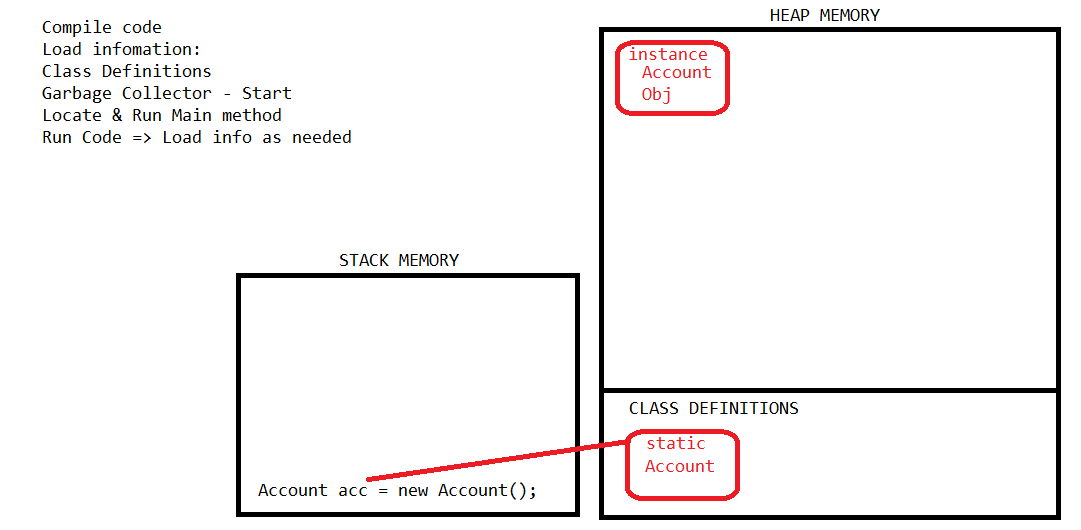 Compile code
Load infomation:
Class Definitions
Garbage Collector - Start
Locate & Run Main method
Run Code => Load info as needed
HEAP MEMORY
instance
Account
Obj
STACK MEMORY
Account acc = new Account();
CLASS DEFINITIONS
static
Account